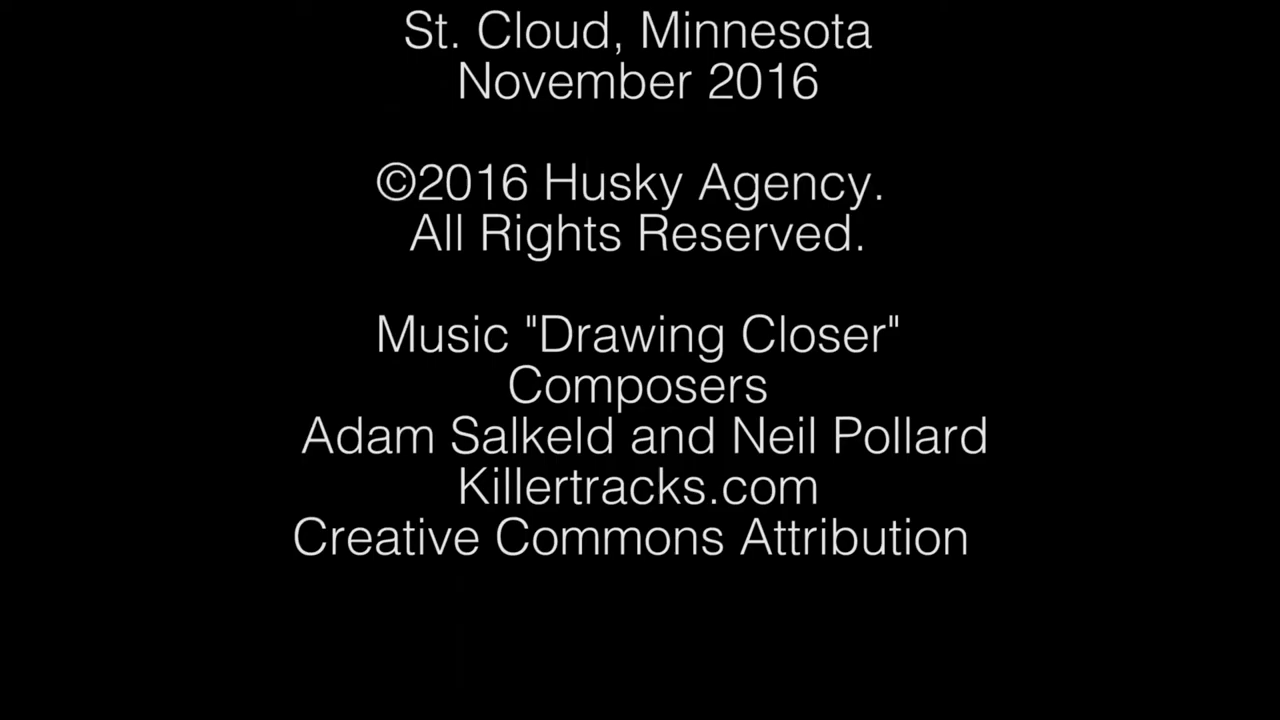 St. Cloud, Minnesota
November 2016
©2016 Husky Agency.
All Rights Reserved.
Music "Drawing Closer"
Composers
Adam Salkeld and Neil Pollard
Killertracks.com
Creative Commons Attribution